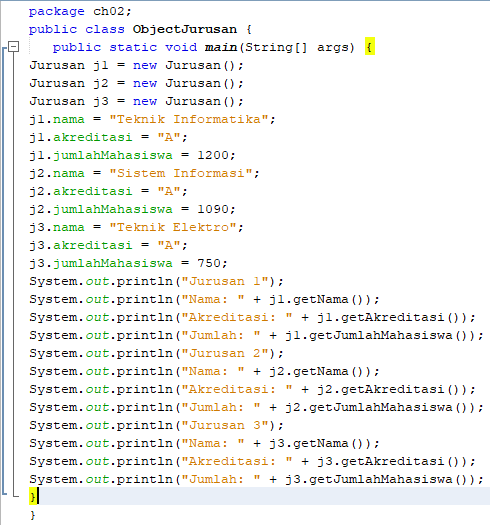 package ch02;
public class ObjectJurusan {
public static void main(String[] args) {
Jurusan j1 = new Jurusan();
Jurusan j2 = new Jurusan();
Jurusan j3 = new Jurusan();
j1.nama = "Teknik Informatika";
j1.akreditasi = "A";
j1.jumlahMahasiswa = 1200;
j2.nama = "Sistem Informasi";
j2.akreditasi = "A";
j2.jumlahMahasiswa = 1090;
j3.nama = "Teknik Elektro";
j3.akreditasi = "A";
j3.jumlahMahasiswa = 750;
System.out.println("Jurusan 1");
System.out.println("Nama: " + j1.getNama());
System.out.println("Akreditasi: " + j1.getAkreditasi());
System.out.println("Jumlah: " + j1.getJumlahMahasiswa());
System.out.println("Jurusan 2");
System.out.println("Nama: " + j2.getNama());
System.out.println("Akreditasi: " + j2.getAkreditasi());
System.out.println("Jumlah: " + j2.getJumlahMahasiswa());
System.out.println("Jurusan 3");
System.out.println("Nama: " + j3.getNama());
System.out.println("Akreditasi: " + j3.getAkreditasi());
System.out.println("Jumlah: " + j3.getJumlahMahasiswa());
}
}